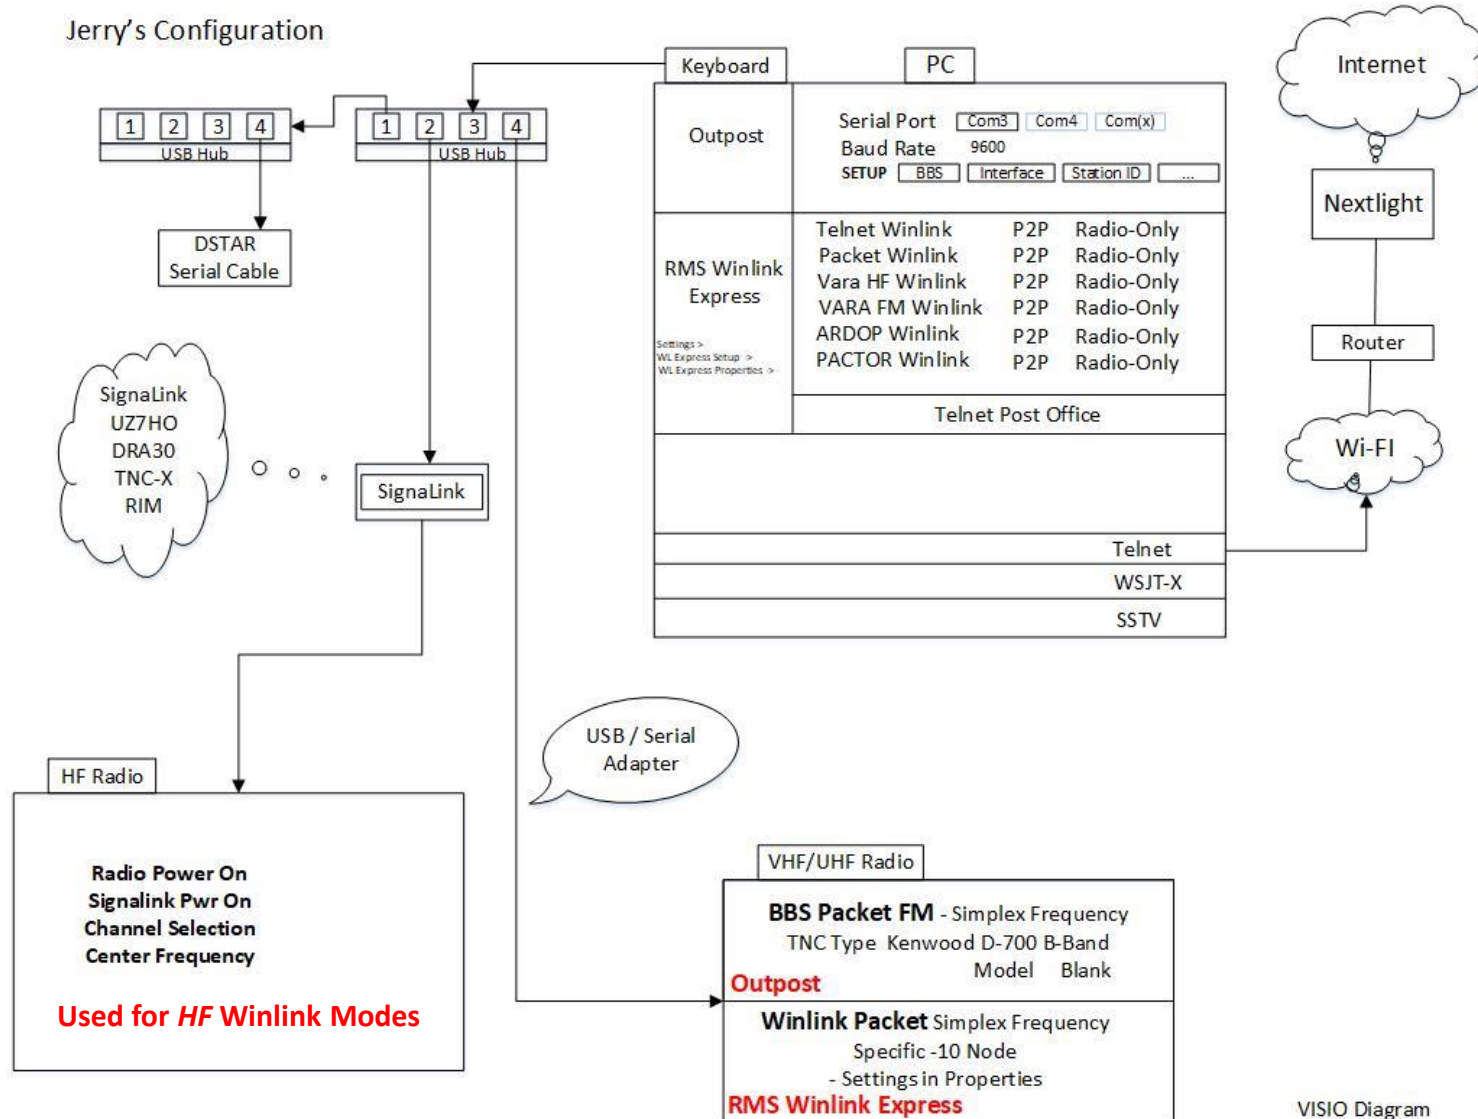 Jerry's Configuration
1 2 3 4
USB Hub
1 2 3 4
USB Hub
DSTAR
Serial Cable
SignaLink
UZ7HO
DRA30
TNC-X
RIM
SignaLink
Keyboard
PC
Outpost
Serial Port Com3 Com4 Com(x)
Baud Rate 9600
SETUP BBS Interface Station ID ...
RMS Winlink
Express
Settings >
WL Express Setup >
WL Express Properties >
Telnet Winlink P2P Radio-Only
Packet Winlink P2P Radio-Only
Vara HF Winlink P2P Radio-Only
VARA FM Winlink P2P Radio-Only
ARDOP Winlink P2P Radio-Only
PACTOR Winlink P2P Radio-Only
Telnet Post Office
Telnet
WSJT-X
SSTV
Internet
Nextlight
Router
Wi-FI
USB / Serial
Adapter
HF Radio
Radio Power On
Signalink Pwr On
Channel Selection
Center Frequency
Used for HF Winlink Modes
VHF/UHF Radio
BBS Packet FM - Simplex Frequency
TNC Type Kenwood D-700 B-Band
Model Blank
Outpost
Winlink Packet Simplex Frequency
Specific -10 Node
- Settings in Properties
RMS Winlink Express
VISIO Diagram